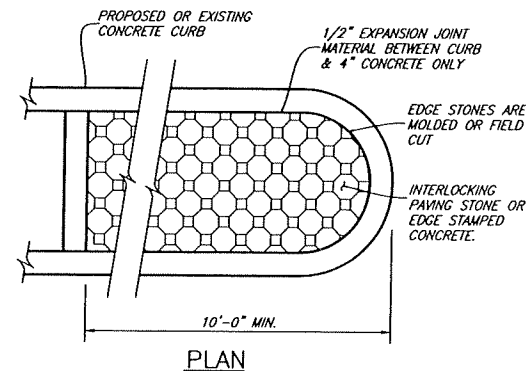 PROPOSED OR EXISTING
CONCRETE CURB
1/2" EXPANSION JOINT
MATERIAL BETWEEN CURB
& 4" CONCRETE ONLY
EDGE STONES ARE
MOLDED OR FIELD
CUT
INTERLOCKING
PAVING STONE OR
EDGE STAMPED
CONCRETE.
10'-0" MIN.
PLAN